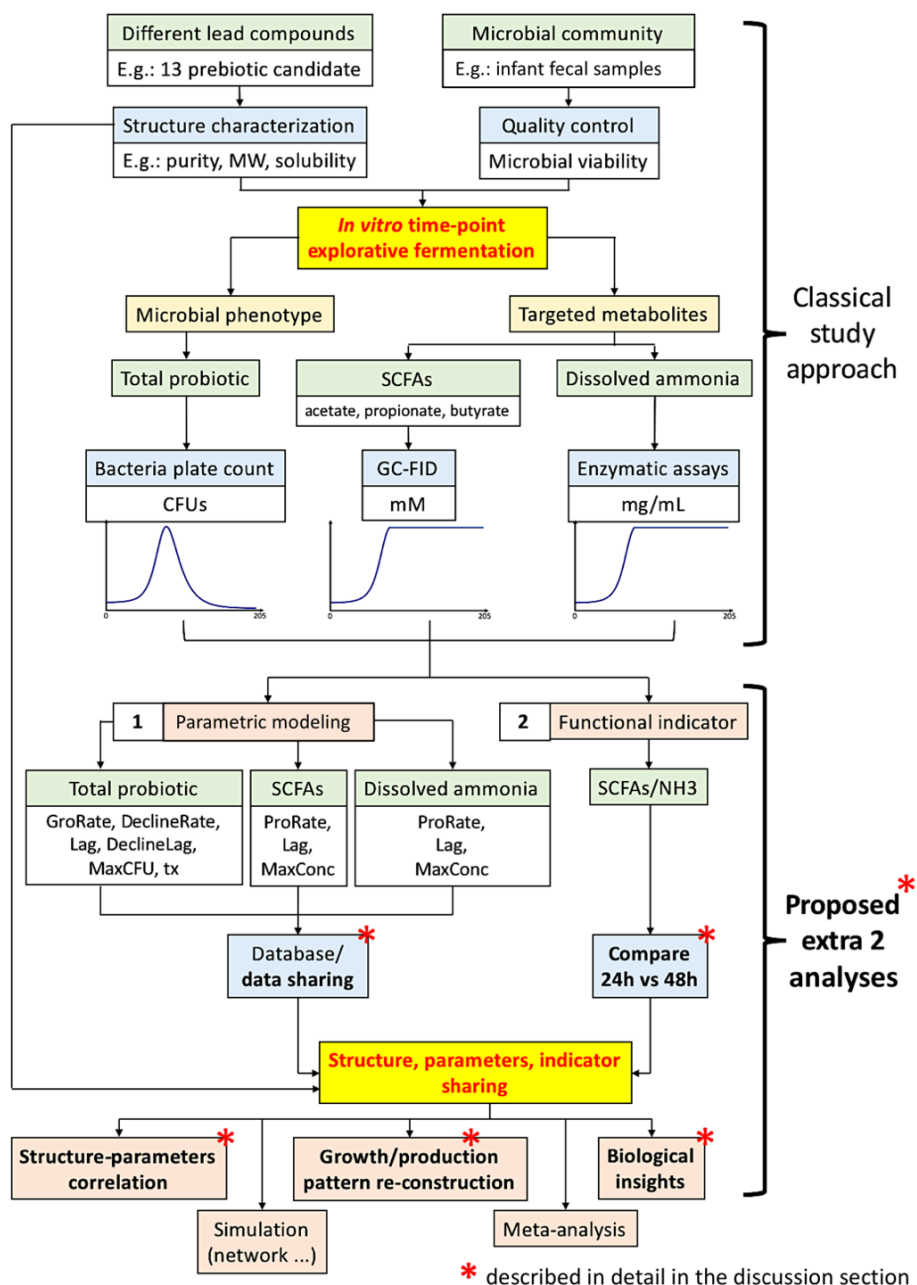 Different lead compounds
E.g.: 13 prebiotic candidate
Microbial community
E.g.: infant fecal samples
Structure characterization
E.g.: purity, MW, solubility
Quality control
Microbial viability
In vitro time-point
explorative fermentation
Microbial phenotype
Targeted metabolites
Total probiotic
SCFAs
acetate, propionate, butyrate
Dissolved ammonia
Bacteria plate count
CFUs
GC-FID
mM
Enzymatic assays
mg/mL
0 205
0 205
0 205
Classical
study
approach
1 Parametric modeling
2 Functional indicator
Total probiotic
GroRate, DeclineRate,
Lag, DeclineLag,
MaxCFU, tx
SCFAs
ProRate,
Lag,
MaxConc
Dissolved ammonia
ProRate,
Lag,
MaxConc
SCFAs/NH3
Database/
data sharing *
Compare
24h vs 48h *
Proposed *
extra 2
analyses
Structure, parameters, indicator
sharing
Structure-parameters
correlation *
Growth/production
pattern re-construction *
Biological
insights *
Simulation
(network ...)
Meta-analysis
* described in detail in the discussion section